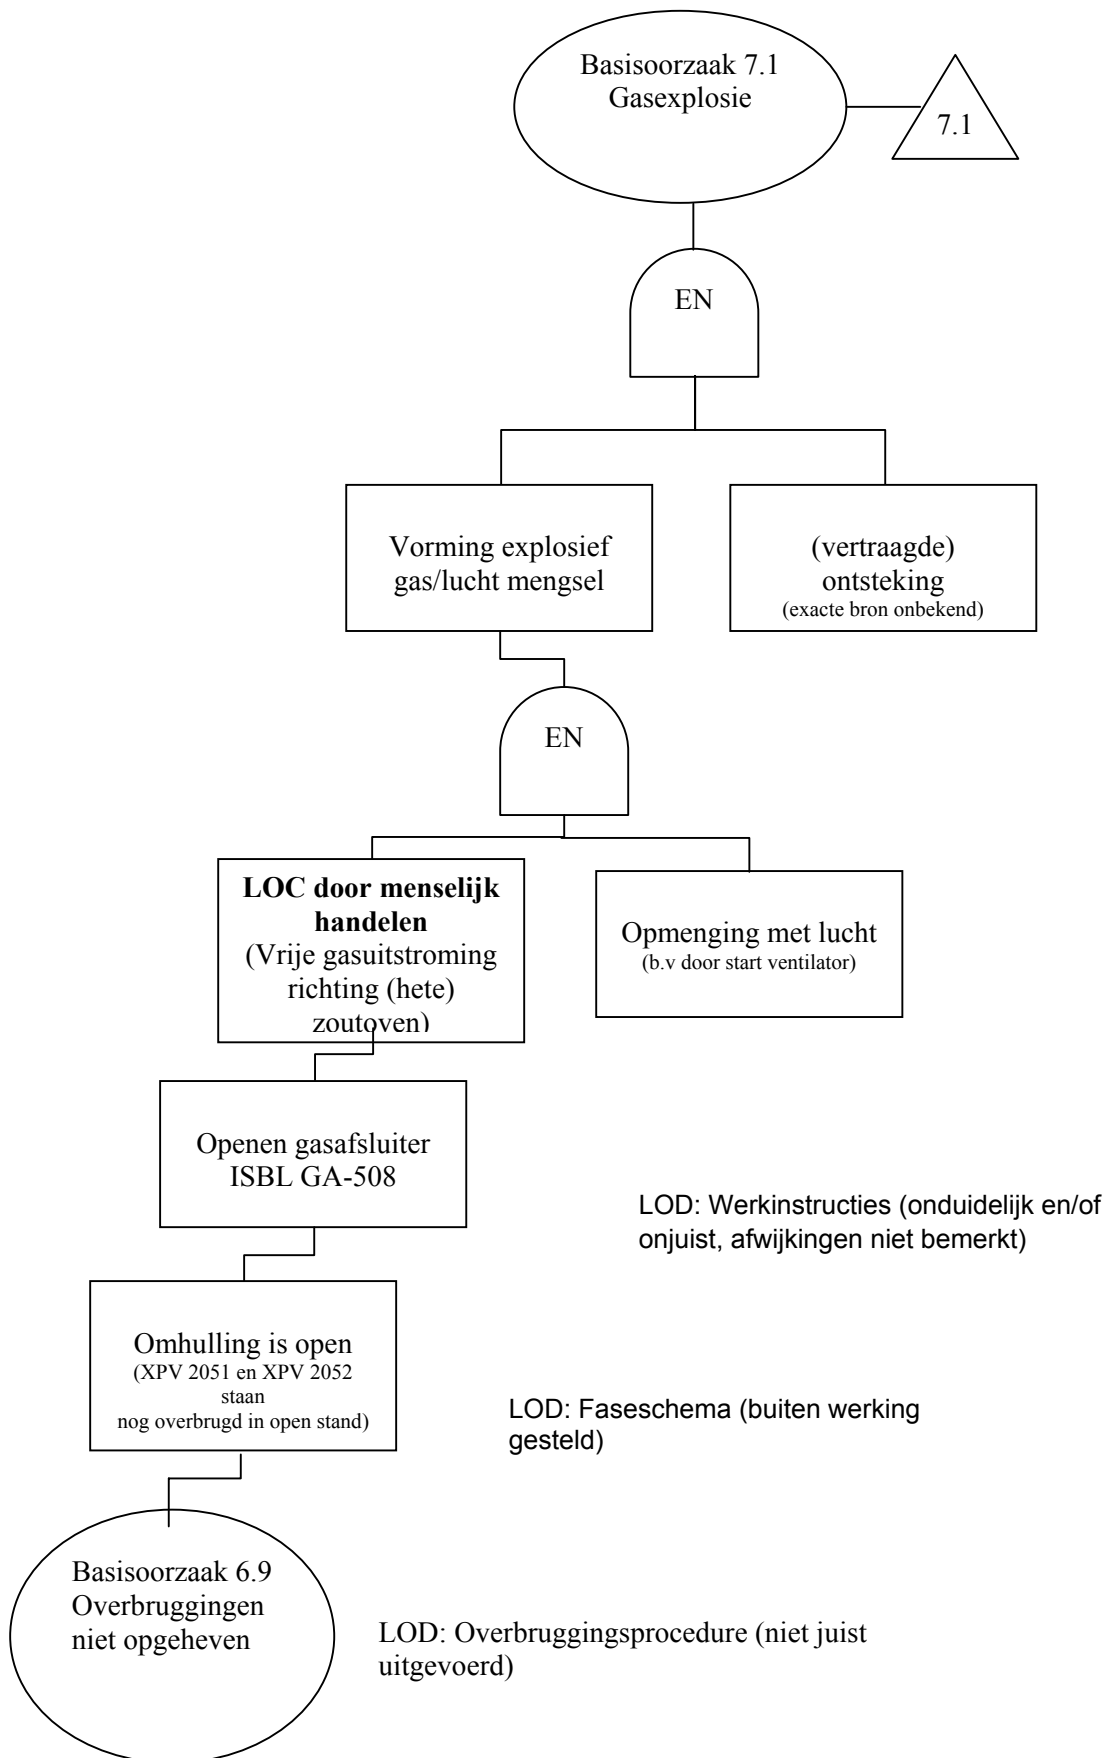 Basisoorzaak 7.1
Gasexplosie
7.1
EN
Vorming explosief
gas/lucht mengsel
(vertraagde)
ontsteking
(exacte bron onbekend)
EN
LOC door menselijk
handelen
(Vrije gasuitstroming
richting (hete)
zoutoven)
Opmenging met lucht
(b.v door start ventilator)
Openen gasafsluiter
ISBL GA-508
LOD: Werkinstructies (onduidelijk en/of
onjuist, afwijkingen niet bemerkt)
Omhulling is open
(XPV 2051 en XPV 2052
staan
nog overbrugd in open stand)
LOD: Faseschema (buiten werking
gesteld)
Basisoorzaak 6.9
Overbruggingen
niet opgeheven
LOD: Overbruggingsprocedure (niet juist
uitgevoerd)